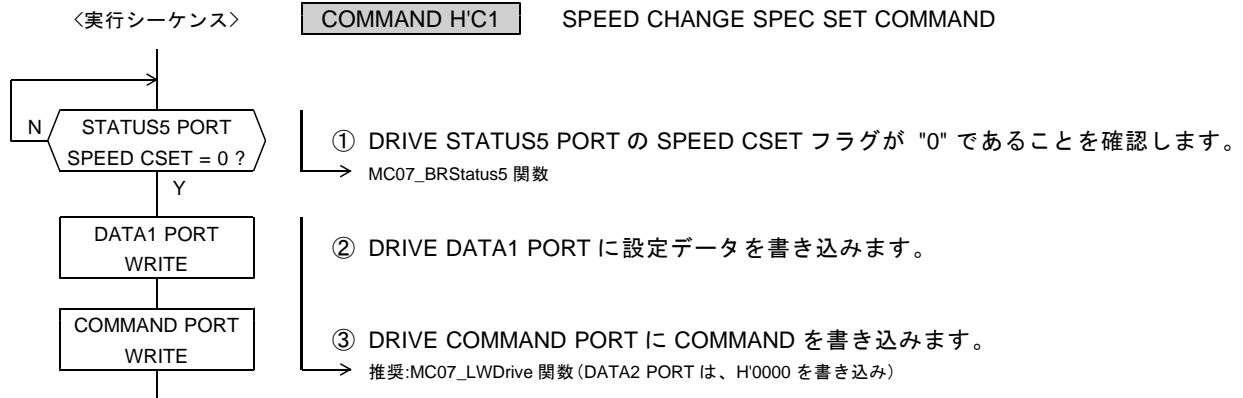 〈実行シーケンス〉 COMMAND H'C1 SPEED CHANGE SPEC SET COMMAND
N STATUS5 PORT
SPEED CSET = 0 ?
① DRIVE STATUS5 PORT の SPEED CSET フラグが "0" であることを確認します。
MC07_BRStatus5 関数
Y
DATA1 PORT
WRITE
② DRIVE DATA1 PORT に設定データを書き込みます。
COMMAND PORT
WRITE
③ DRIVE COMMAND PORT に COMMAND を書き込みます。
推奨:MC07_LWDrive 関数(DATA2 PORT は、H'0000 を書き込み)